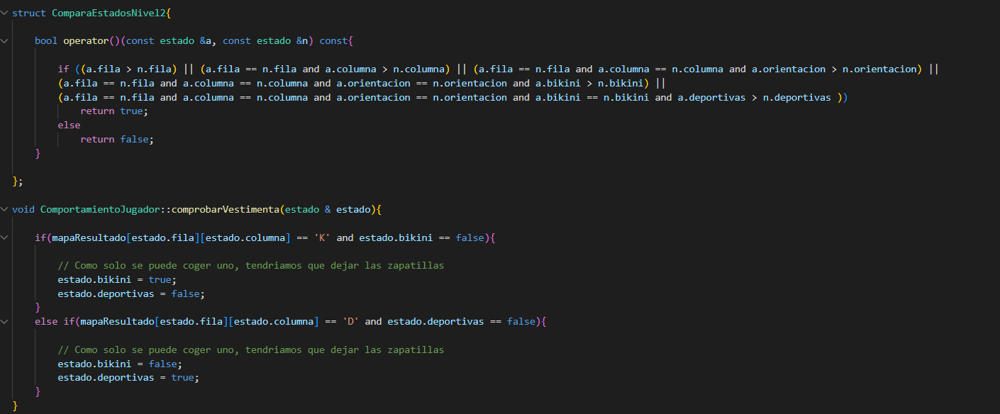 struct ComparaEstadosNivel2{
bool operator()(const estado &a, const estado &n) const{
if ((a.fila > n.fila) || (a.fila == n.fila and a.columna > n.columna) || (a.fila == n.fila and a.columna == n.columna and a.orientacion > n.orientacion) ||
(a.fila == n.fila and a.columna == n.columna and a.orientacion == n.orientacion and a.bikini > n.bikini) ||
(a.fila == n.fila and a.columna == n.columna and a.orientacion == n.orientacion and a.bikini == n.bikini and a.deportivas > n.deportivas ))
return true;
else
return false;
}
};
void ComportamientoJugador::comprobarVestimenta(estado & estado){
if(mapaResultado[estado.fila][estado.columna] == 'K' and estado.bikini == false){
// Como solo se puede coger uno, tendriamos que dejar las zapatillas
estado.bikini = true;
estado.deportivas = false;
}
else if(mapaResultado[estado.fila][estado.columna] == 'D' and estado.deportivas == false){
// Como solo se puede coger uno, tendriamos que dejar las zapatillas
estado.bikini = false;
estado.deportivas = true;
}
}